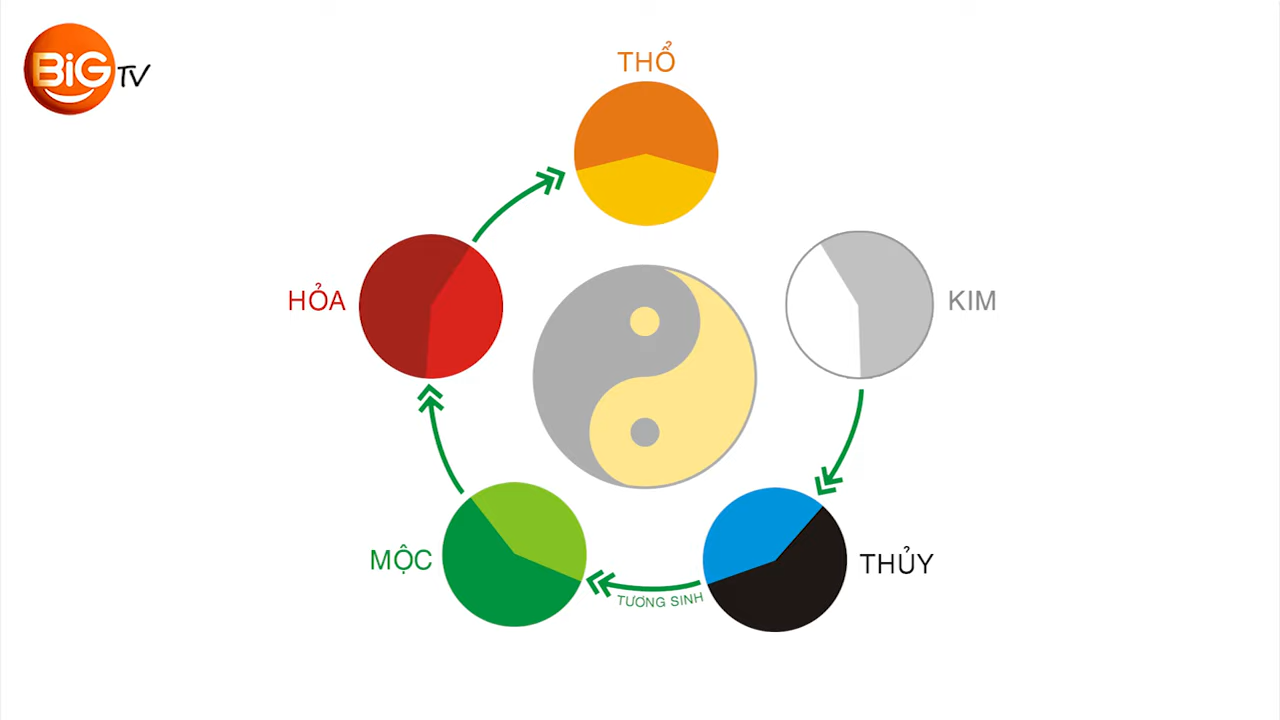 BiG TV
THỔ
HỎA
KIM
MỘC
THỦY
TƯƠNG SINH